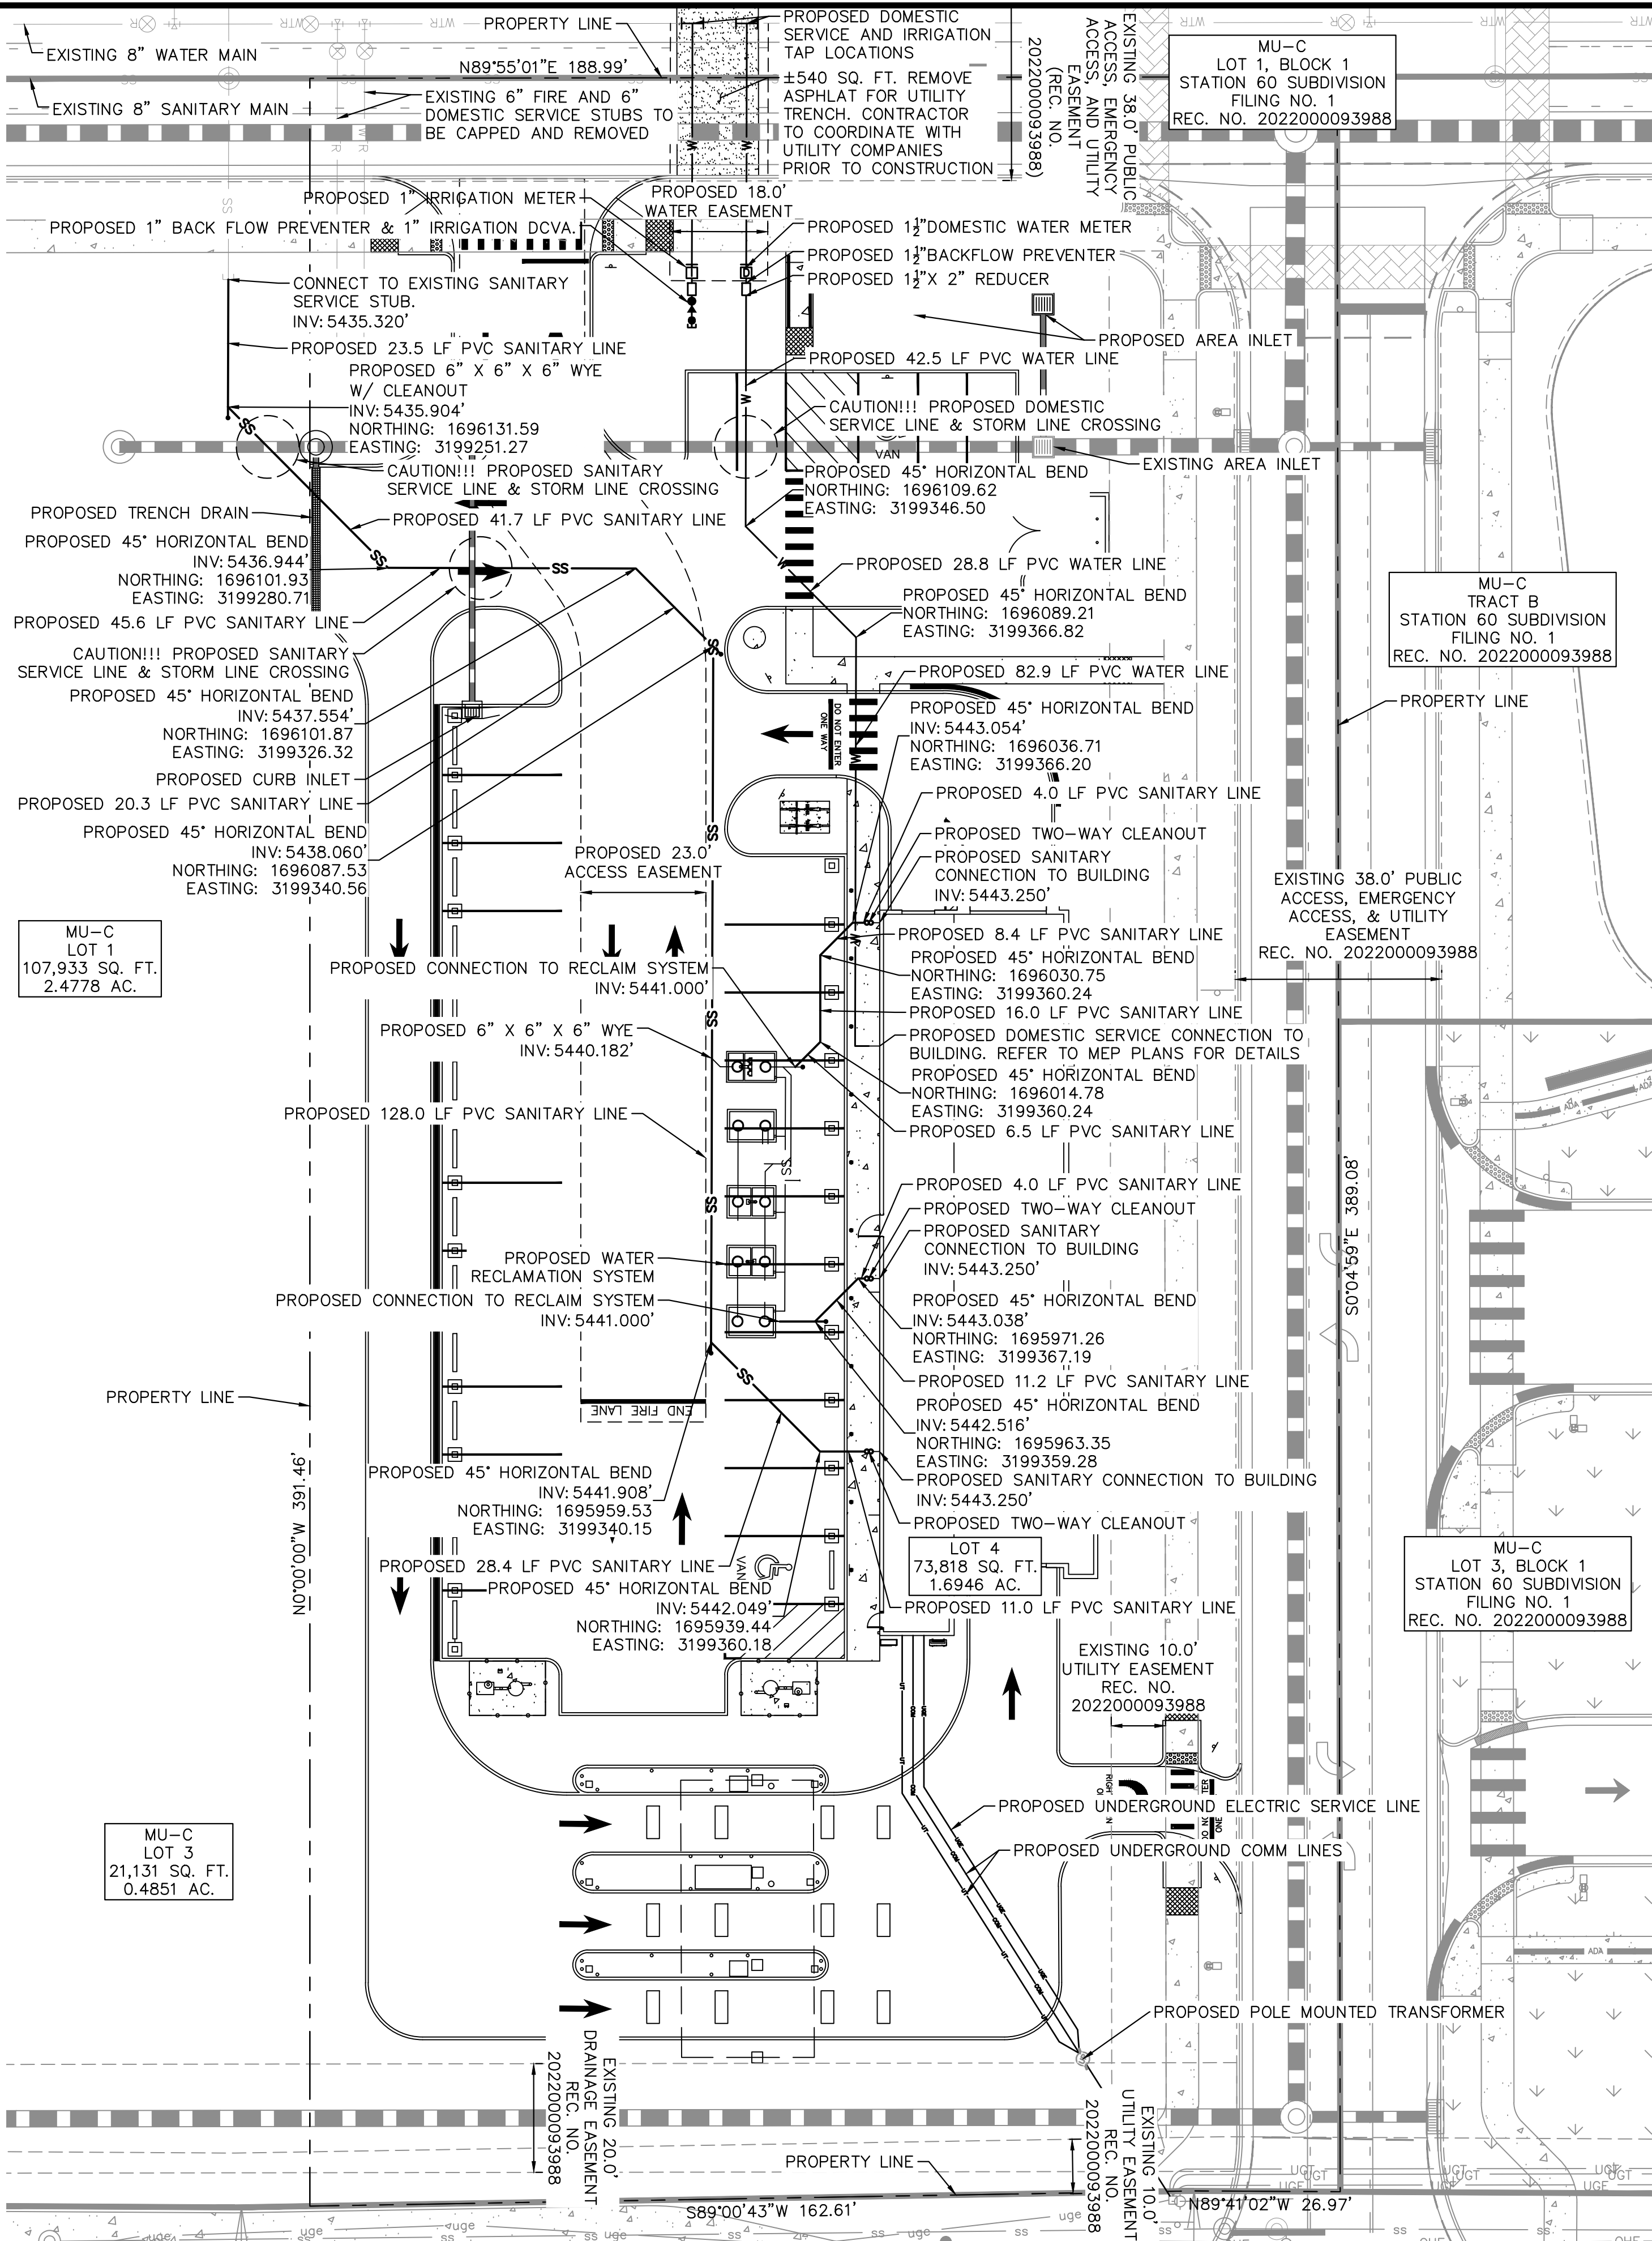 WTR
EXISTING 8" WATER MAIN
PROPERTY LINE
N89°55'01"E 188.99'
EXISTING 8" SANITARY MAIN
EXISTING 6" FIRE AND 6"
DOMESTIC SERVICE STUBS TO
BE CAPPED AND REMOVED
PROPOSED DOMESTIC
SERVICE AND IRRIGATION
TAP LOCATIONS
±540 SQ. FT. REMOVE
ASPHLAT FOR UTILITY
TRENCH. CONTRACTOR
TO COORDINATE WITH
UTILITY COMPANIES
PRIOR TO CONSTRUCTION
EXISTING 38.0' PUBLIC
ACCESS, EMERGENCY
ACCESS, AND UTILITY
EASEMENT
(REC. NO.
2022000093988)
MU-C
LOT 1, BLOCK 1
STATION 60 SUBDIVISION
FILING NO. 1
REC. NO. 2022000093988
PROPOSED 1" IRRIGATION METER
PROPOSED 18.0'
WATER EASEMENT
PROPOSED 1" BACK FLOW PREVENTER & 1" IRRIGATION DCVA.
PROPOSED 1½"DOMESTIC WATER METER
PROPOSED 1½"BACKFLOW PREVENTER
PROPOSED 1½"X 2" REDUCER
CONNECT TO EXISTING SANITARY
SERVICE STUB.
INV: 5435.320'
PROPOSED AREA INLET
PROPOSED 23.5 LF PVC SANITARY LINE
PROPOSED 42.5 LF PVC WATER LINE
PROPOSED 6" X 6" X 6" WYE
W/ CLEANOUT
INV: 5435.904'
NORTHING: 1696131.59
EASTING: 3199251.27
CAUTION!!! PROPOSED DOMESTIC
SERVICE LINE & STORM LINE CROSSING
VAN
EXISTING AREA INLET
CAUTION!!! PROPOSED SANITARY
SERVICE LINE & STORM LINE CROSSING
PROPOSED 45° HORIZONTAL BEND
NORTHING: 1696109.62
EASTING: 3199346.50
PROPOSED TRENCH DRAIN
PROPOSED 41.7 LF PVC SANITARY LINE
PROPOSED 45° HORIZONTAL BEND
INV: 5436.944'
NORTHING: 1696101.93
EASTING: 3199280.71
PROPOSED 28.8 LF PVC WATER LINE
PROPOSED 45° HORIZONTAL BEND
NORTHING: 1696089.21
EASTING: 3199366.82
MU-C
TRACT B
STATION 60 SUBDIVISION
FILING NO. 1
REC. NO. 2022000093988
PROPOSED 45.6 LF PVC SANITARY LINE
CAUTION!!! PROPOSED SANITARY
SERVICE LINE & STORM LINE CROSSING
PROPOSED 82.9 LF PVC WATER LINE
PROPERTY LINE
PROPOSED 45° HORIZONTAL BEND
INV: 5437.554'
NORTHING: 1696101.87
EASTING: 3199326.32
DO NOT ENTER
ONE WAY
PROPOSED 45° HORIZONTAL BEND
INV: 5443.054'
NORTHING: 1696036.71
EASTING: 3199366.20
PROPOSED CURB INLET
PROPOSED 20.3 LF PVC SANITARY LINE
PROPOSED 4.0 LF PVC SANITARY LINE
PROPOSED 45° HORIZONTAL BEND
INV: 5438.060'
NORTHING: 1696087.53
EASTING: 3199340.56
PROPOSED TWO-WAY CLEANOUT
PROPOSED SANITARY
CONNECTION TO BUILDING
INV: 5443.250'
PROPOSED 23.0'
ACCESS EASEMENT
EXISTING 38.0' PUBLIC
ACCESS, EMERGENCY
ACCESS, & UTILITY
EASEMENT
REC. NO. 2022000093988
MU-C
LOT 1
107,933 SQ. FT.
2.4778 AC.
PROPOSED 8.4 LF PVC SANITARY LINE
PROPOSED 45° HORIZONTAL BEND
NORTHING: 1696030.75
EASTING: 3199360.24
PROPOSED CONNECTION TO RECLAIM SYSTEM
INV: 5441.000'
PROPOSED 16.0 LF PVC SANITARY LINE
PROPOSED 6" X 6" X 6" WYE
INV: 5440.182'
PROPOSED DOMESTIC SERVICE CONNECTION TO
BUILDING. REFER TO MEP PLANS FOR DETAILS
PROPOSED 45° HORIZONTAL BEND
NORTHING: 1696014.78
EASTING: 3199360.24
PROPOSED 128.0 LF PVC SANITARY LINE
PROPOSED 6.5 LF PVC SANITARY LINE
PROPOSED 4.0 LF PVC SANITARY LINE
PROPOSED TWO-WAY CLEANOUT
PROPOSED SANITARY
CONNECTION TO BUILDING
INV: 5443.250'
S0°04'59"E 389.08'
PROPOSED WATER
RECLAMATION SYSTEM
PROPOSED CONNECTION TO RECLAIM SYSTEM
INV: 5441.000'
PROPOSED 45° HORIZONTAL BEND
INV: 5443.038'
NORTHING: 1695971.26
EASTING: 3199367.19
PROPERTY LINE
N0°00'00"W 391.46'
PROPOSED 11.2 LF PVC SANITARY LINE
END FIRE LANE
PROPOSED 45° HORIZONTAL BEND
INV: 5442.516'
NORTHING: 1695963.35
EASTING: 3199359.28
PROPOSED 45° HORIZONTAL BEND
INV: 5441.908'
NORTHING: 1695959.53
EASTING: 3199340.15
PROPOSED SANITARY CONNECTION TO BUILDING
INV: 5443.250'
PROPOSED TWO-WAY CLEANOUT
LOT 4
73,818 SQ. FT.
1.6946 AC.
MU-C
LOT 3, BLOCK 1
STATION 60 SUBDIVISION
FILING NO. 1
REC. NO. 2022000093988
PROPOSED 28.4 LF PVC SANITARY LINE
VAN
PROPOSED 45° HORIZONTAL BEND
INV: 5442.049'
NORTHING: 1695939.44
EASTING: 3199360.18
PROPOSED 11.0 LF PVC SANITARY LINE
EXISTING 10.0'
UTILITY EASEMENT
REC. NO.
2022000093988
PROPOSED UNDERGROUND ELECTRIC SERVICE LINE
PROPOSED UNDERGROUND COMM LINES
MU-C
LOT 3
21,131 SQ. FT.
0.4851 AC.
ADA
PROPOSED POLE MOUNTED TRANSFORMER
EXISTING 20.0'
DRAINAGE EASEMENT
REC. NO.
2022000093988
EXISTING 10.0'
UTILITY EASEMENT
REC. NO.
2022000093988
PROPERTY LINE
S89°00'43"W 162.61'
N89°41'02"W 26.97'
UGT
UGE
uge
ss